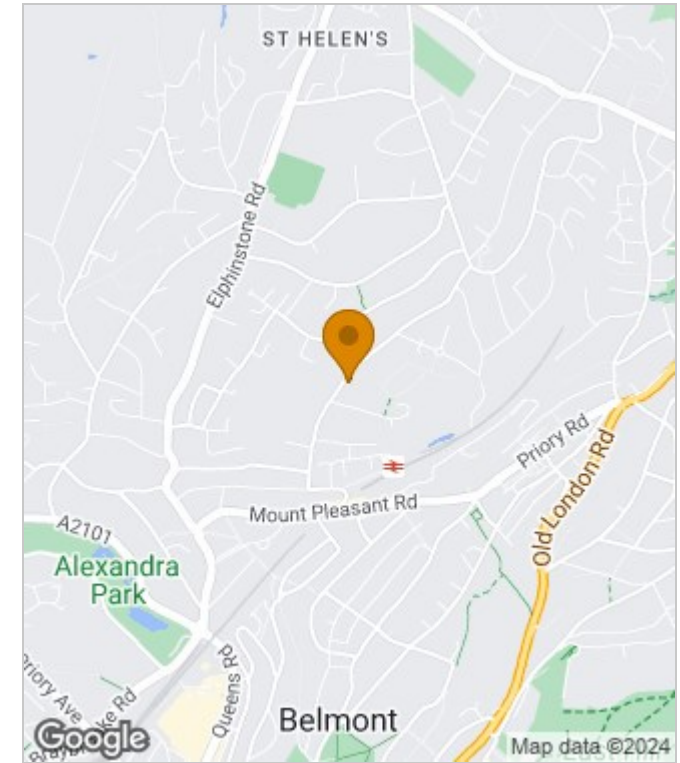 ST HELEN'S
Elphinstone Rd
Priory Rd
Old London Rd
Mount Pleasant Rd
A2101
Alexandra
Park
Queens Rd
Priory Ave
Belmont
Google
Map data ©2024